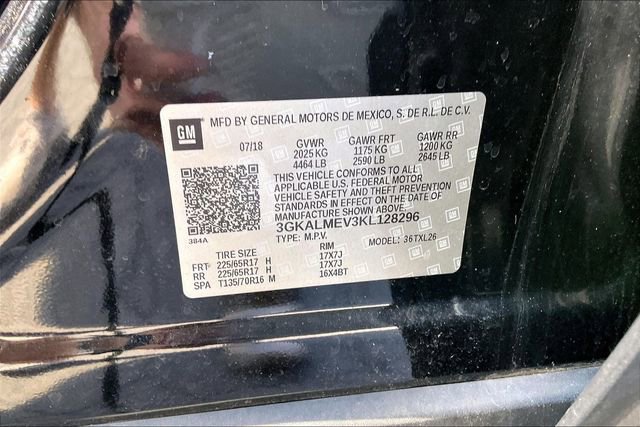 GM
MFD BY GENERAL MOTORS DE MEXICO, S. DE R.L. DE C.V.
07/18 GVWR GAWR FRT GAWR RR
2025 KG 1175 KG 1200 KG
4464 LB 2590 LB 2645 LB
THIS VEHICLE CONFORMS TO ALL
APPLICABLE U.S. FEDERAL MOTOR
VEHICLE SAFETY AND THEFT PREVENTION
STANDARDS IN EFFECT ON THE DATE
OF MANUFACTURE SHOWN ABOVE.
3GKALMEV3KL128296
384A TYPE: M.P.V. MODEL: 36TXL26
TIRE SIZE RIM
FRT 225/65R17 H 17X7J
RR 225/65R17 H 17X7J
SPA T135/70R16 M 16X4BT